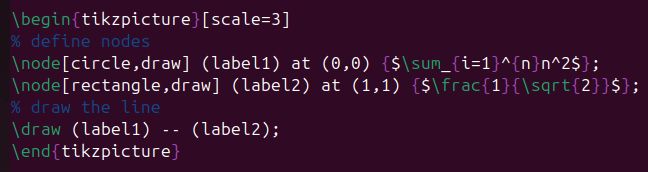 \begin{tikzpicture}[scale=3]
% define nodes
\node[circle,draw] (label1) at (0,0) {$\sum_{i=1}^{n}n^2$};
\node[rectangle,draw] (label2) at (1,1) {$\frac{1}{\sqrt{2}}$};
% draw the line
\draw (label1) -- (label2);
\end{tikzpicture}